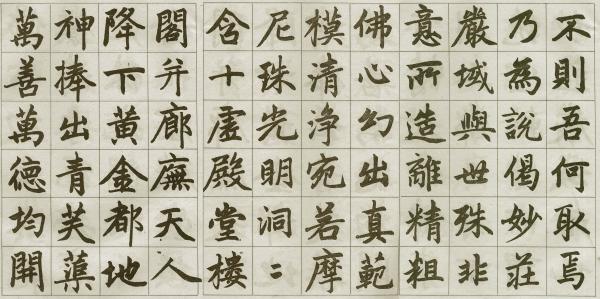 不則吾何取焉
乃為說偈妙莊
嚴域與世殊非
意所造離精粗
佛心幻出真範
模清浄宛若摩
尼珠光明洞〻
含十虛殿堂樓
閣并廊廡天人
降下黃金都地
神捧出青芙蕖
萬善萬德均開